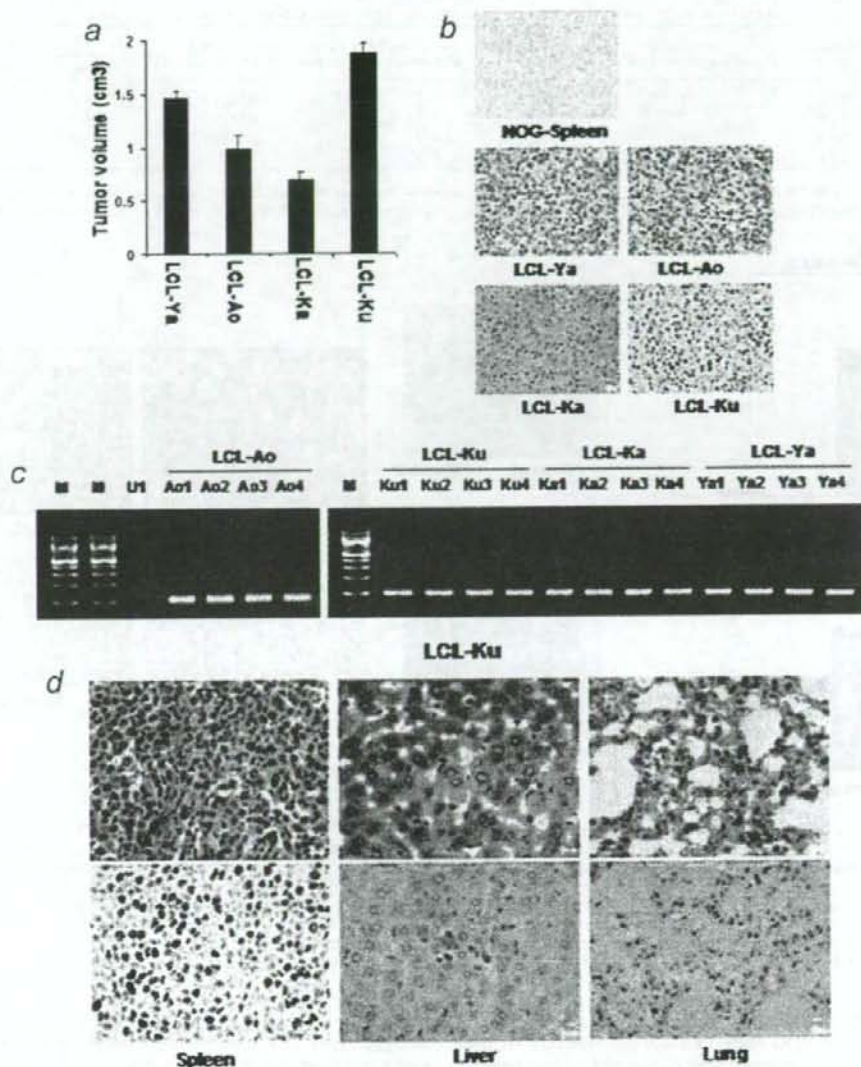 a
b
2
1.5
1
0.5
0
Tumor volume (cm3)
LCL-Ya
LCL-Ao
LCL-Ka
LCL-Ku
NOG-Spleen
LCL-Ya LCL-Ao
LCL-Ka LCL-Ku
c
LCL-Ao LCL-Ku LCL-Ka LCL-Ya
M M U1 Ao1 Ao2 Ao3 Ao4 M Ku1 Ku2 Ku3 Ku4 Ka1 Ka2 Ka3 Ka4 Ya1 Ya2 Ya3 Ya4
LCL-Ku
d
Spleen Liver Lung